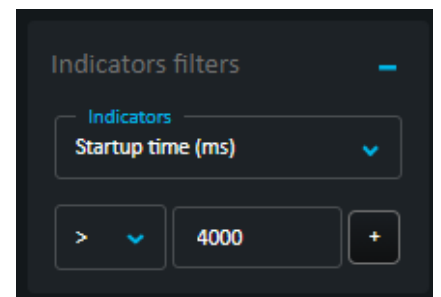 Indicators filters
Indicators
Startup time (ms)
> 4000 +